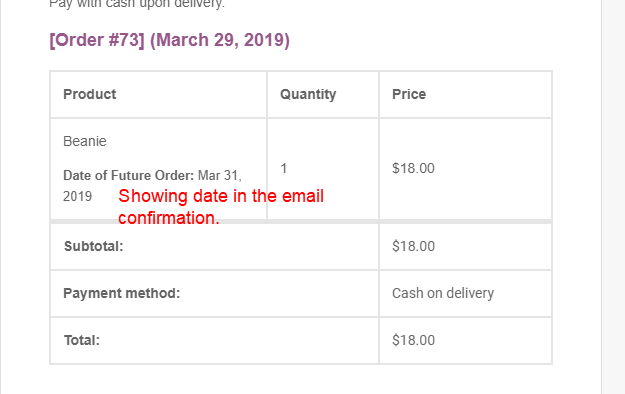 Pay with cash upon delivery.
[Order #73] (March 29, 2019)
Product Quantity Price
Beanie
Date of Future Order: Mar 31,
2019
1
$18.00
Showing date in the email
confirmation.
Subtotal: $18.00
Payment method: Cash on delivery
Total: $18.00